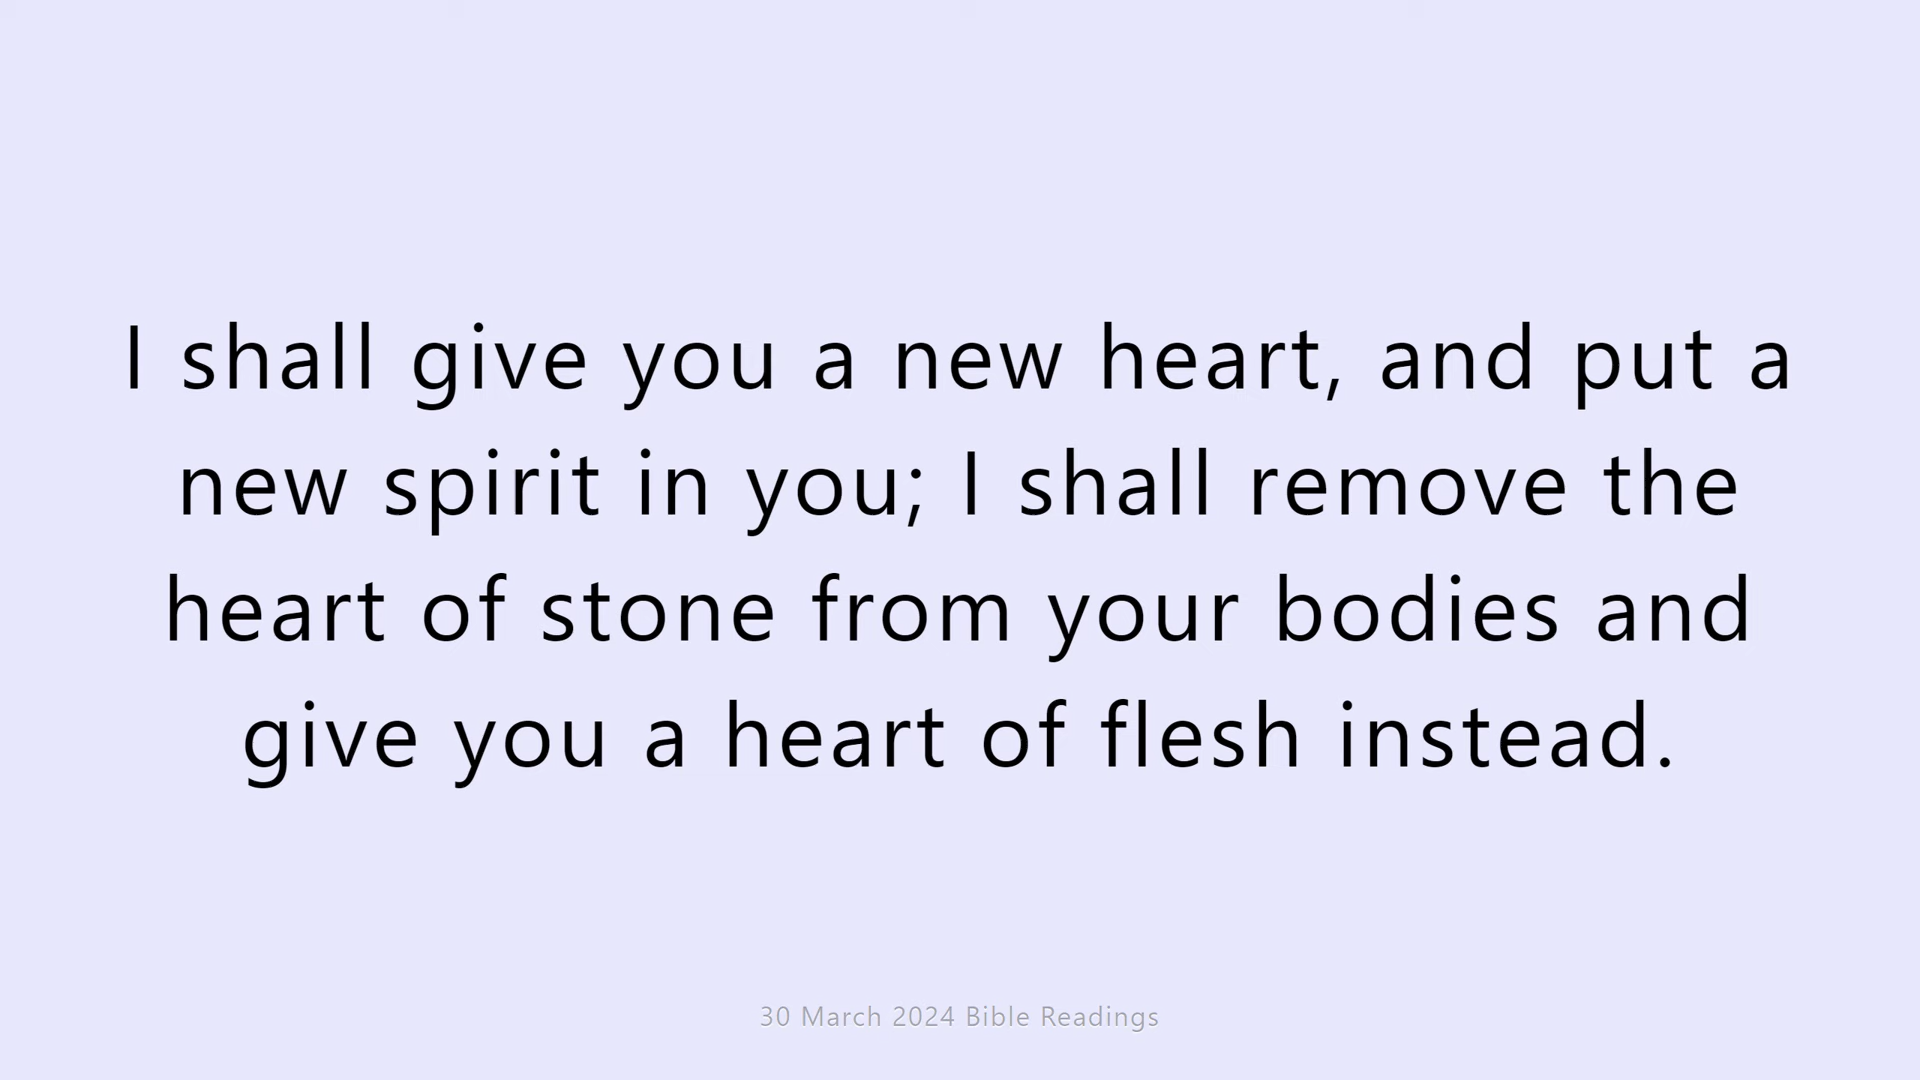 I shall give you a new heart, and put a
new spirit in you; I shall remove the
heart of stone from your bodies and
give you a heart of flesh instead.
30 March 2024 Bible Readings